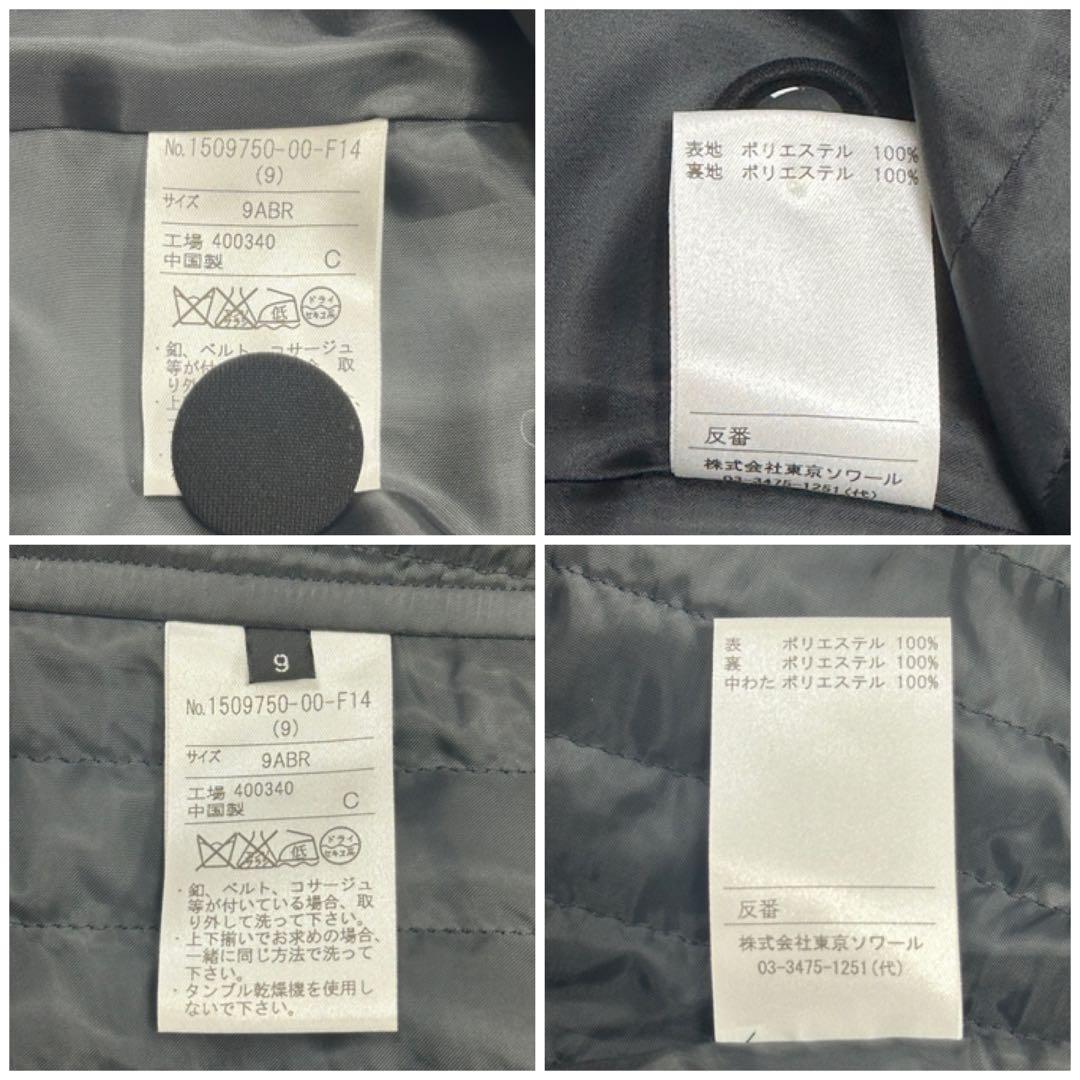 No.1509750-00-F14
(9)
サイズ 9ABR
工場 400340
中国製 C
低
ドライ
セキユ系
・釦、ベルト、コサージュ
等が付 合、取
り外
・上
表地 ポリエステル 100%
裏地 ポリエステル 100%
反番
株式会社東京ソワール
03-3475-1251(代)
9
No.1509750-00-F14
(9)
サイズ 9ABR
工場 400340
中国製 C
低
ドライ
セキユ系
・釦、ベルト、コサージュ
等が付いている場合、取
り外して洗って下さい。
・上下揃いでお求めの場合、
一緒に同じ方法で洗って
下さい。
・タンブル乾燥機を使用し
ないで下さい。
表 ポリエステル 100%
裏 ポリエステル 100%
中わた ポリエステル 100%
反番
株式会社東京ソワール
03-3475-1251(代)